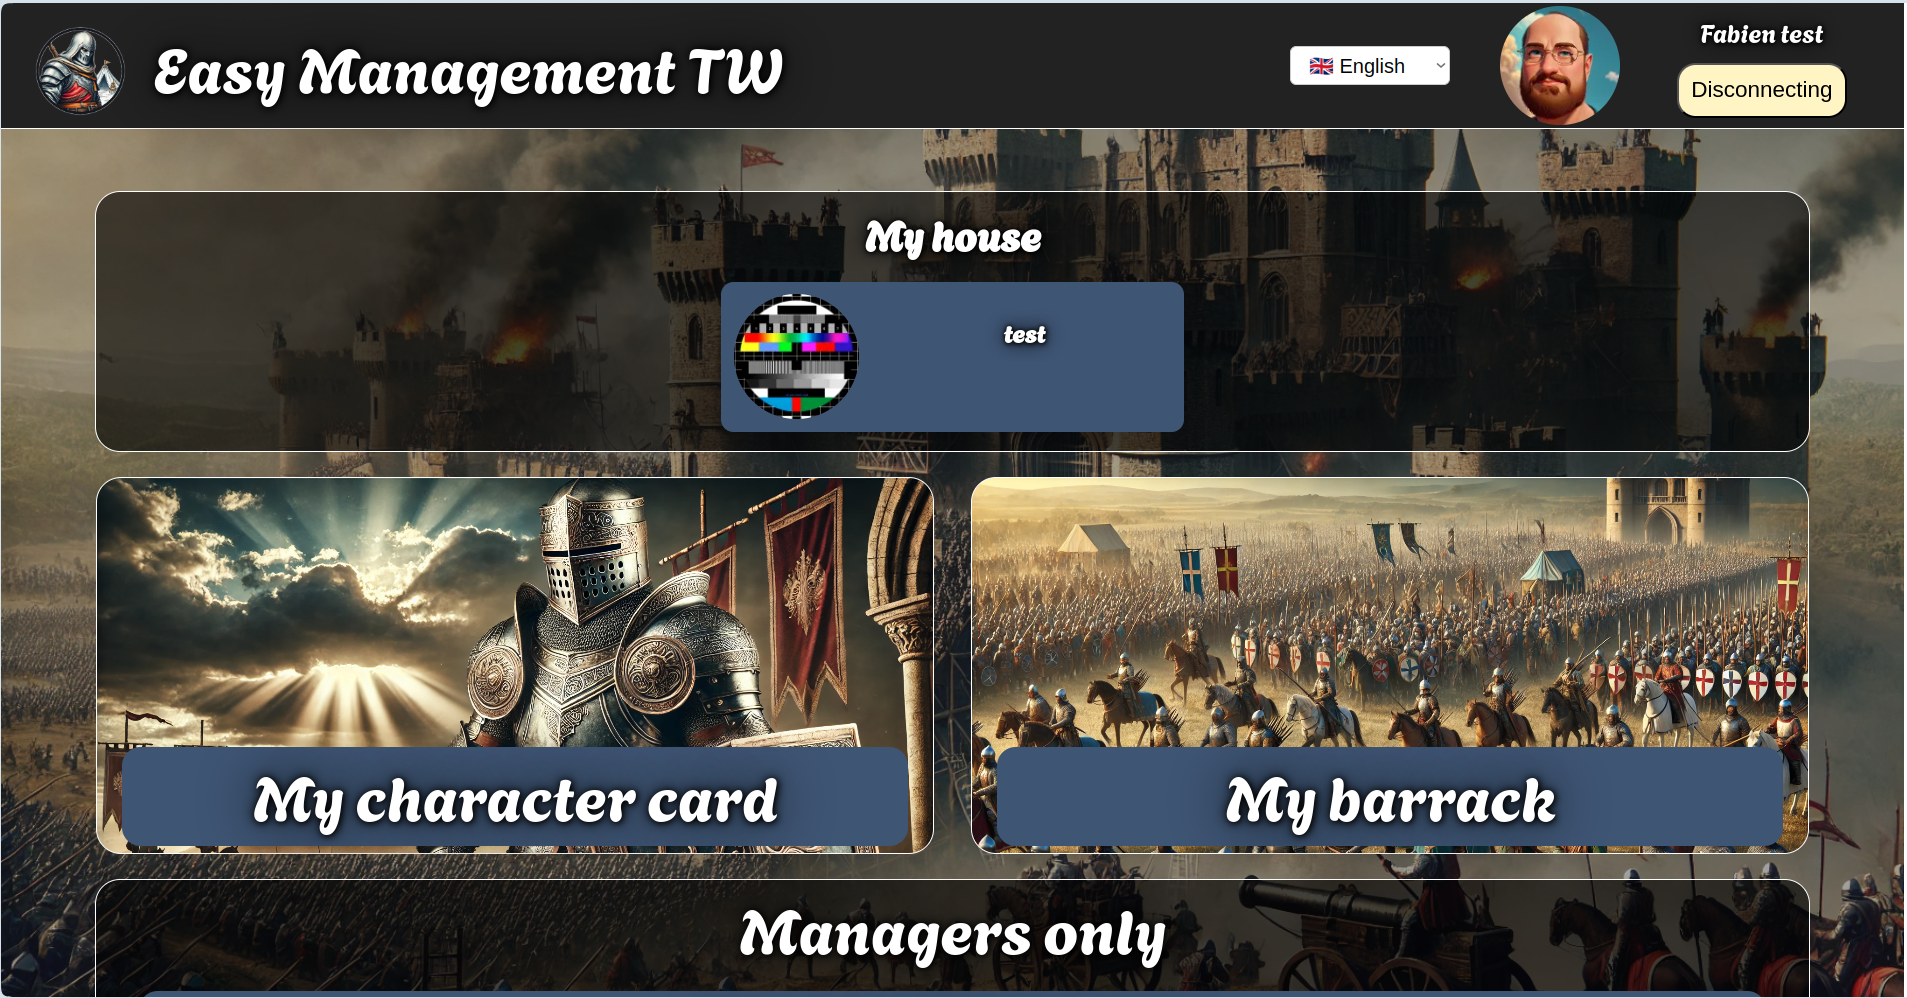 Easy Management TW
🇬🇧 English
Fabien test
Disconnecting
My house
test
My character card
My barrack
Managers only